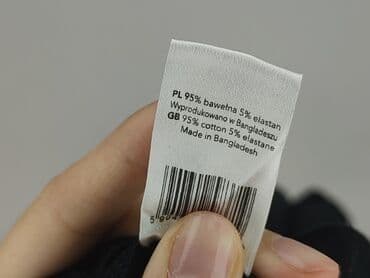 PL 95% bawełna 5% elastan
Wyprodukowano w Bangladeszu
GB 95% cotton 5% elastane
Made in Bangladesh